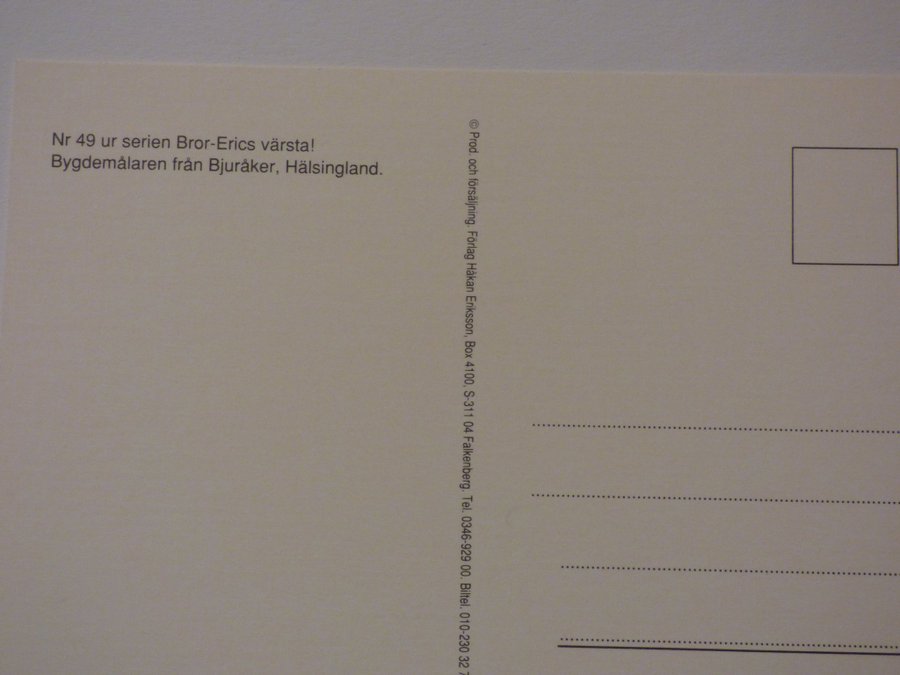 Nr 49 ur serien Bror-Erics värsta!
Bygdemålaren från Bjuråker, Hälsingland.
© Prod. och försäljning. Förlag Håkan Eriksson, Box 4100, S-311 04 Falkenberg. Tel. 0346-929 00. Biltel. 010-230 32